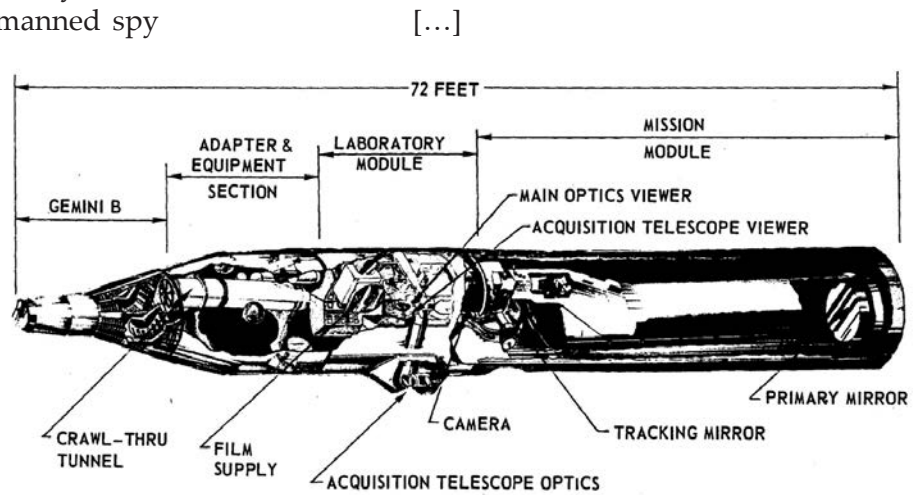 manned spy
[…]
72 FEET
ADAPTER &
EQUIPMENT
SECTION
LABORATORY
MODULE
MISSION
MODULE
GEMINI B
MAIN OPTICS VIEWER
ACQUISITION TELESCOPE VIEWER
PRIMARY MIRROR
CAMERA
TRACKING MIRROR
CRAWL-THRU
TUNNEL
FILM
SUPPLY
ACQUISITION TELESCOPE OPTICS